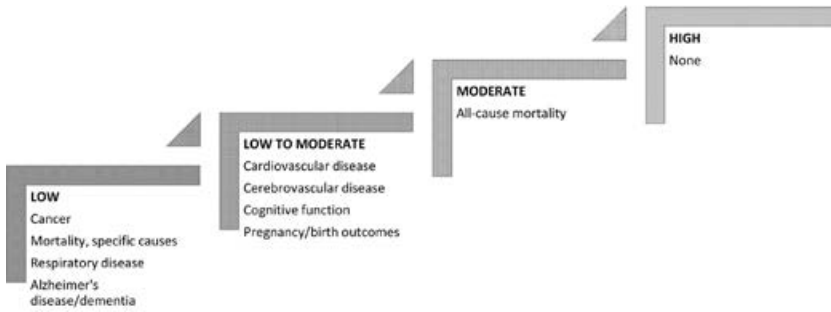 HIGH
None
MODERATE
All-cause mortality
LOW TO MODERATE
Cardiovascular disease
Cerebrovascular disease
Cognitive function
Pregnancy/birth outcomes
LOW
Cancer
Mortality, specific causes
Respiratory disease
Alzheimer's
disease/dementia